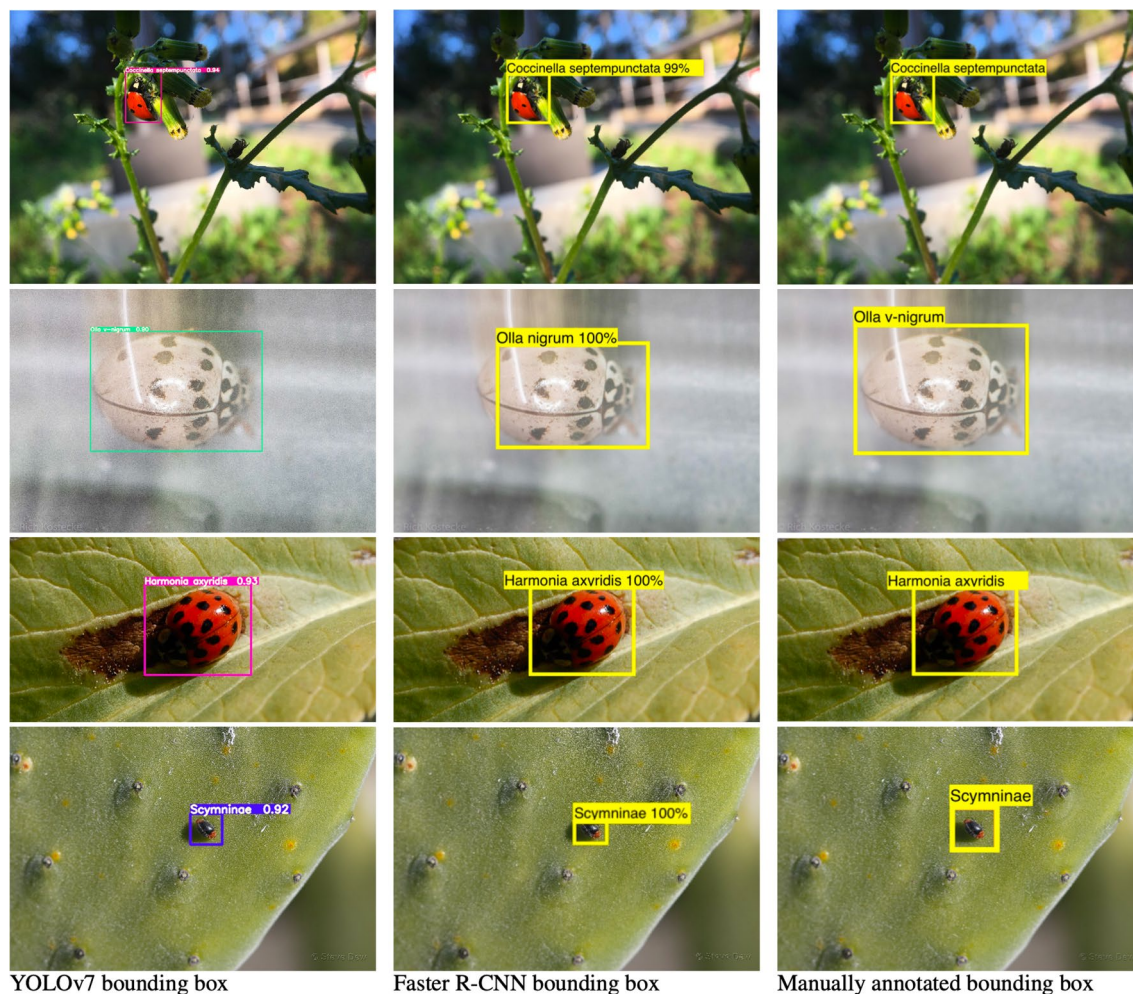 Coccinella septempunctata 0.94
Coccinella septempunctata 99%
Coccinella septempunctata
Olla v-nigrum 0.90
Olla nigrum 100%
Olla v-nigrum
Harmonia axyridis 0.93
Harmonia axyridis 100%
Harmonia axyridis
Scymninae 0.92
Scymninae 100%
Scymninae
YOLOv7 bounding box
Faster R-CNN bounding box
Manually annotated bounding box